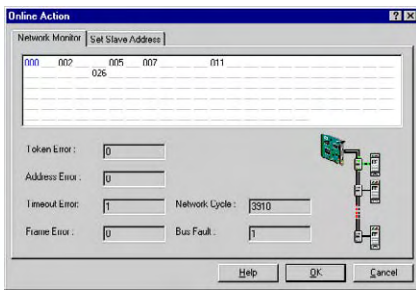 Online Action
Network Monitor Set Slave Address
000 002 005 007 011
026
Token Error : 0
Address Error : 0
Timeout Error: 1 Network Cycle : 3910
Frame Error : 0 Bus Fault : 1
Help OK Cancel